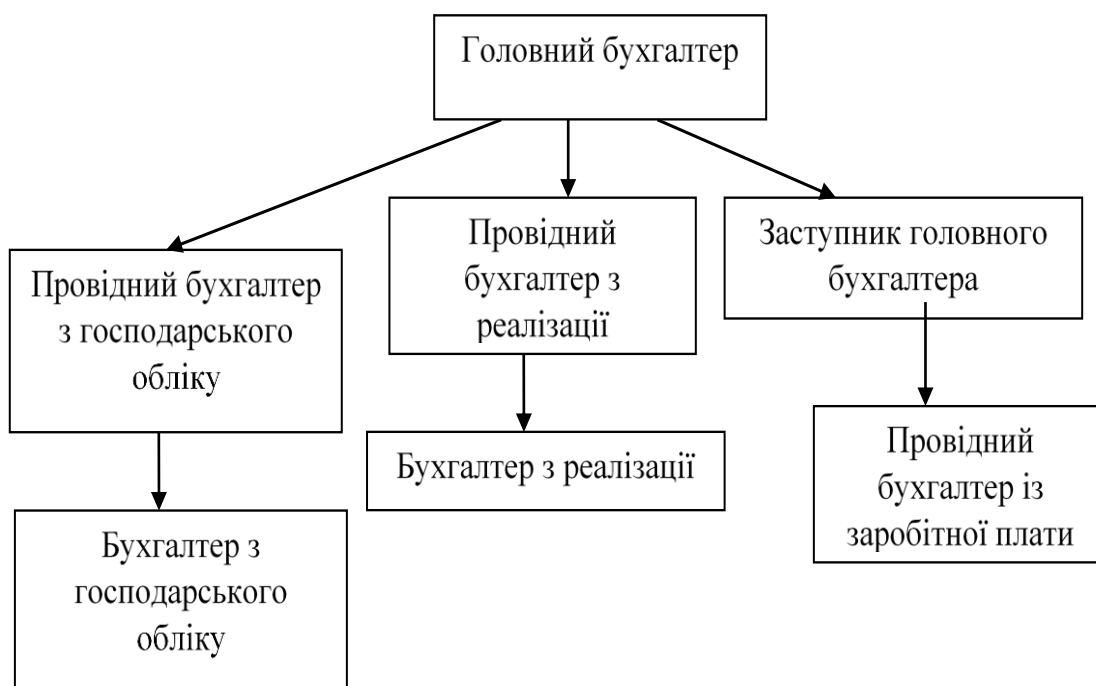 Головний бухгалтер
Провідний
бухгалтер з
реалізації
Заступник головного
бухгалтера
Провідний бухгалтер
з господарського
обліку
Бухгалтер з реалізації
Провідний
бухгалтер із
заробітної плати
Бухгалтер з
господарського
обліку